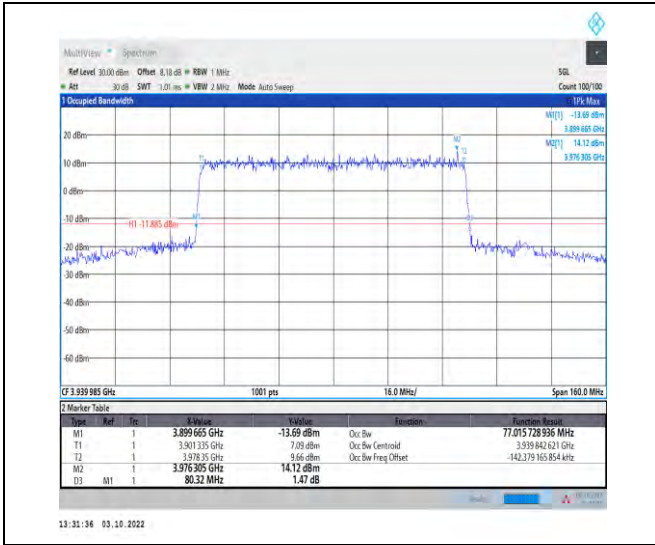 MultiView Spectrum
Ref Level 30.00 dBm Offset 8.18 dB RBW 1 MHz SGL
Att 30 dB SWT 1.01 ms VBW 2 MHz Mode Auto Sweep Count 100/100
1 Occupied Bandwidth 1Pk Max
M1[1] -13.69 dBm
3.899 665 GHz
M2[1] 14.12 dBm
3.976 305 GHz
20 dBm
M2
T1
T2
10 dBm
0 dBm
-10 dBm
M1
D3
H1 -11.885 dBm
-20 dBm
-30 dBm
-40 dBm
-50 dBm
-60 dBm
CF 3.939 985 GHz 1001 pts 16.0 MHz/ Span 160.0 MHz
2 Marker Table
Type Ref Trc X-Value Y-Value Function Function Result
M1 1 3.899 665 GHz -13.69 dBm Occ Bw 77.015 728 936 MHz
T1 1 3.901 335 GHz 7.09 dBm Occ Bw Centroid 3.939 842 621 GHz
T2 1 3.978 35 GHz 9.66 dBm Occ Bw Freq Offset -142.379 165 854 kHz
M2 1 3.976 305 GHz 14.12 dBm
D3 M1 1 80.32 MHz 1.47 dB
13:31:36 03.10.2022